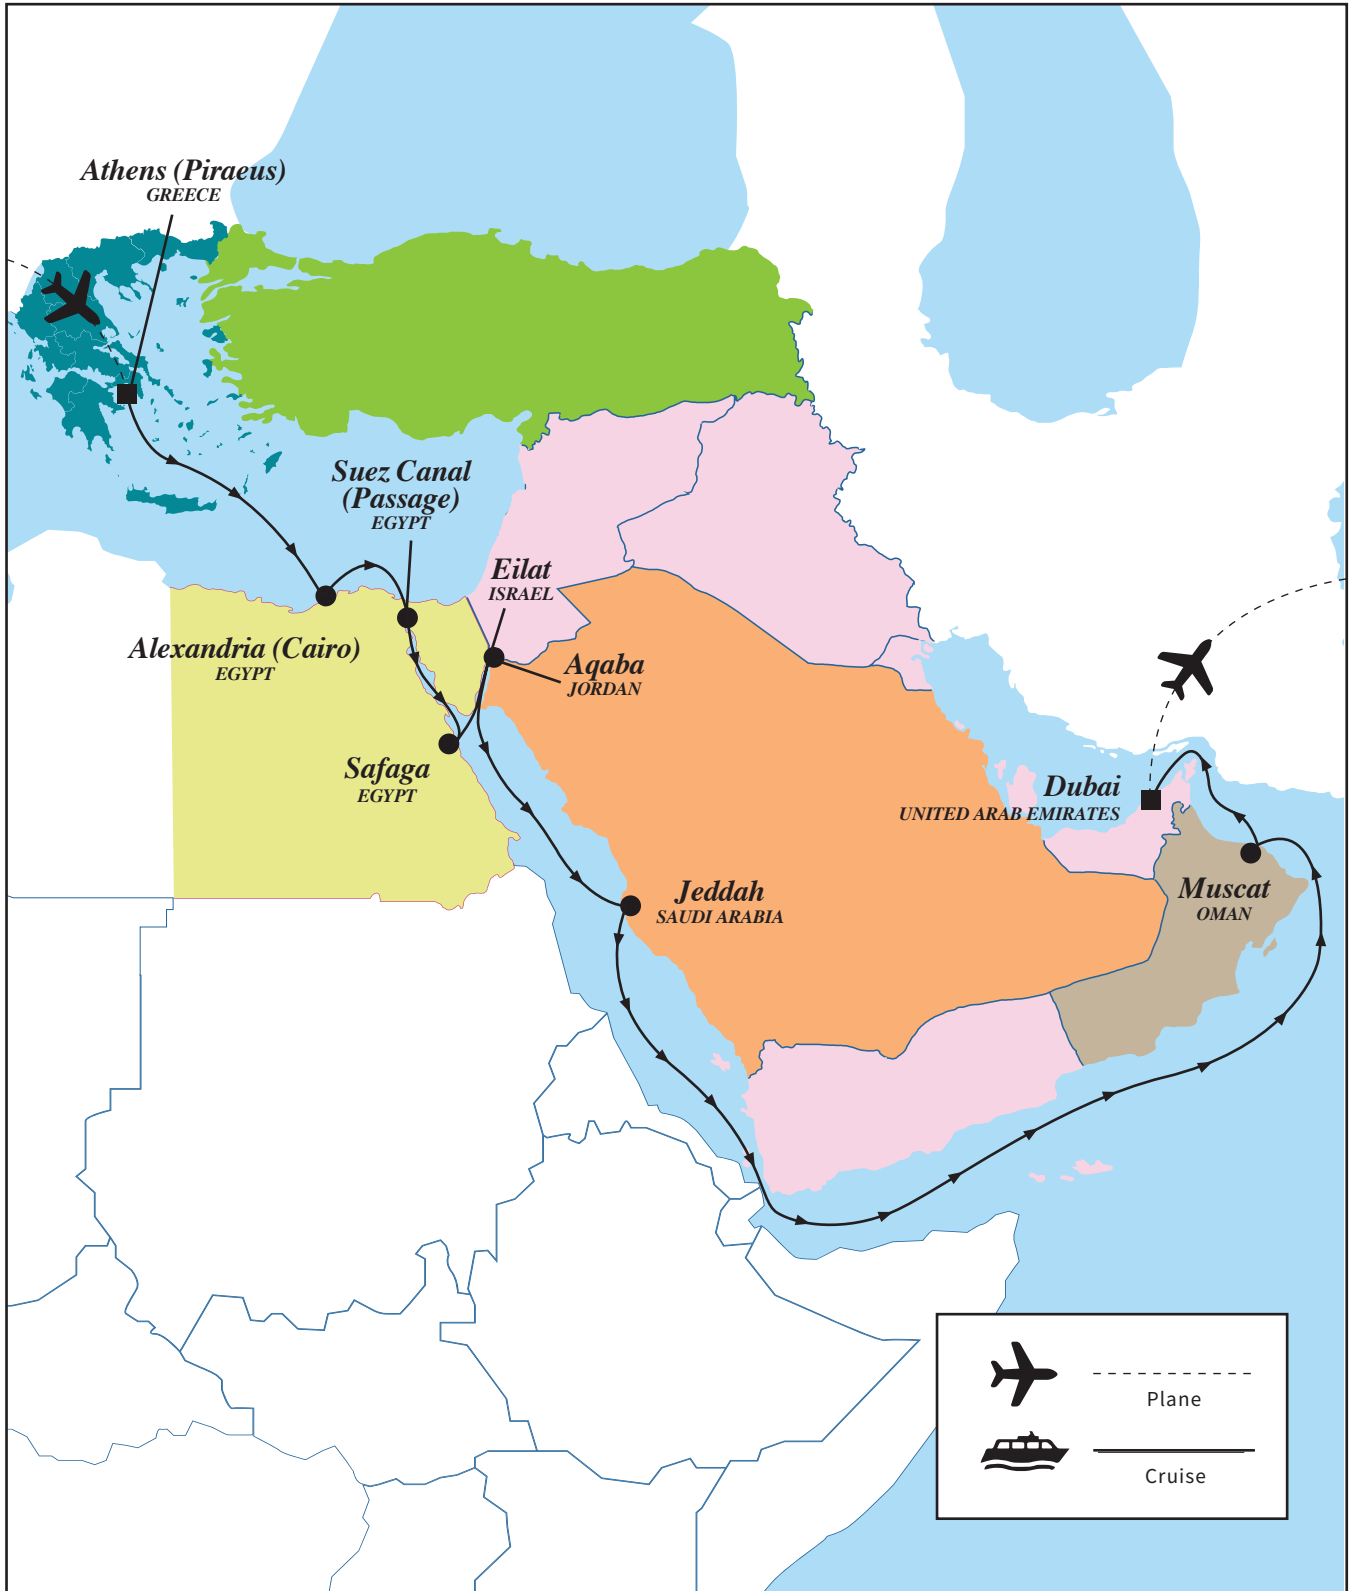 Athens (Piraeus)
GREECE
Suez Canal
(Passage)
EGYPT
Eilat
ISRAEL
Alexandria (Cairo)
EGYPT
Aqaba
JORDAN
Safaga
EGYPT
Dubai
UNITED ARAB EMIRATES
Jeddah
SAUDI ARABIA
Muscat
OMAN
Plane
Cruise